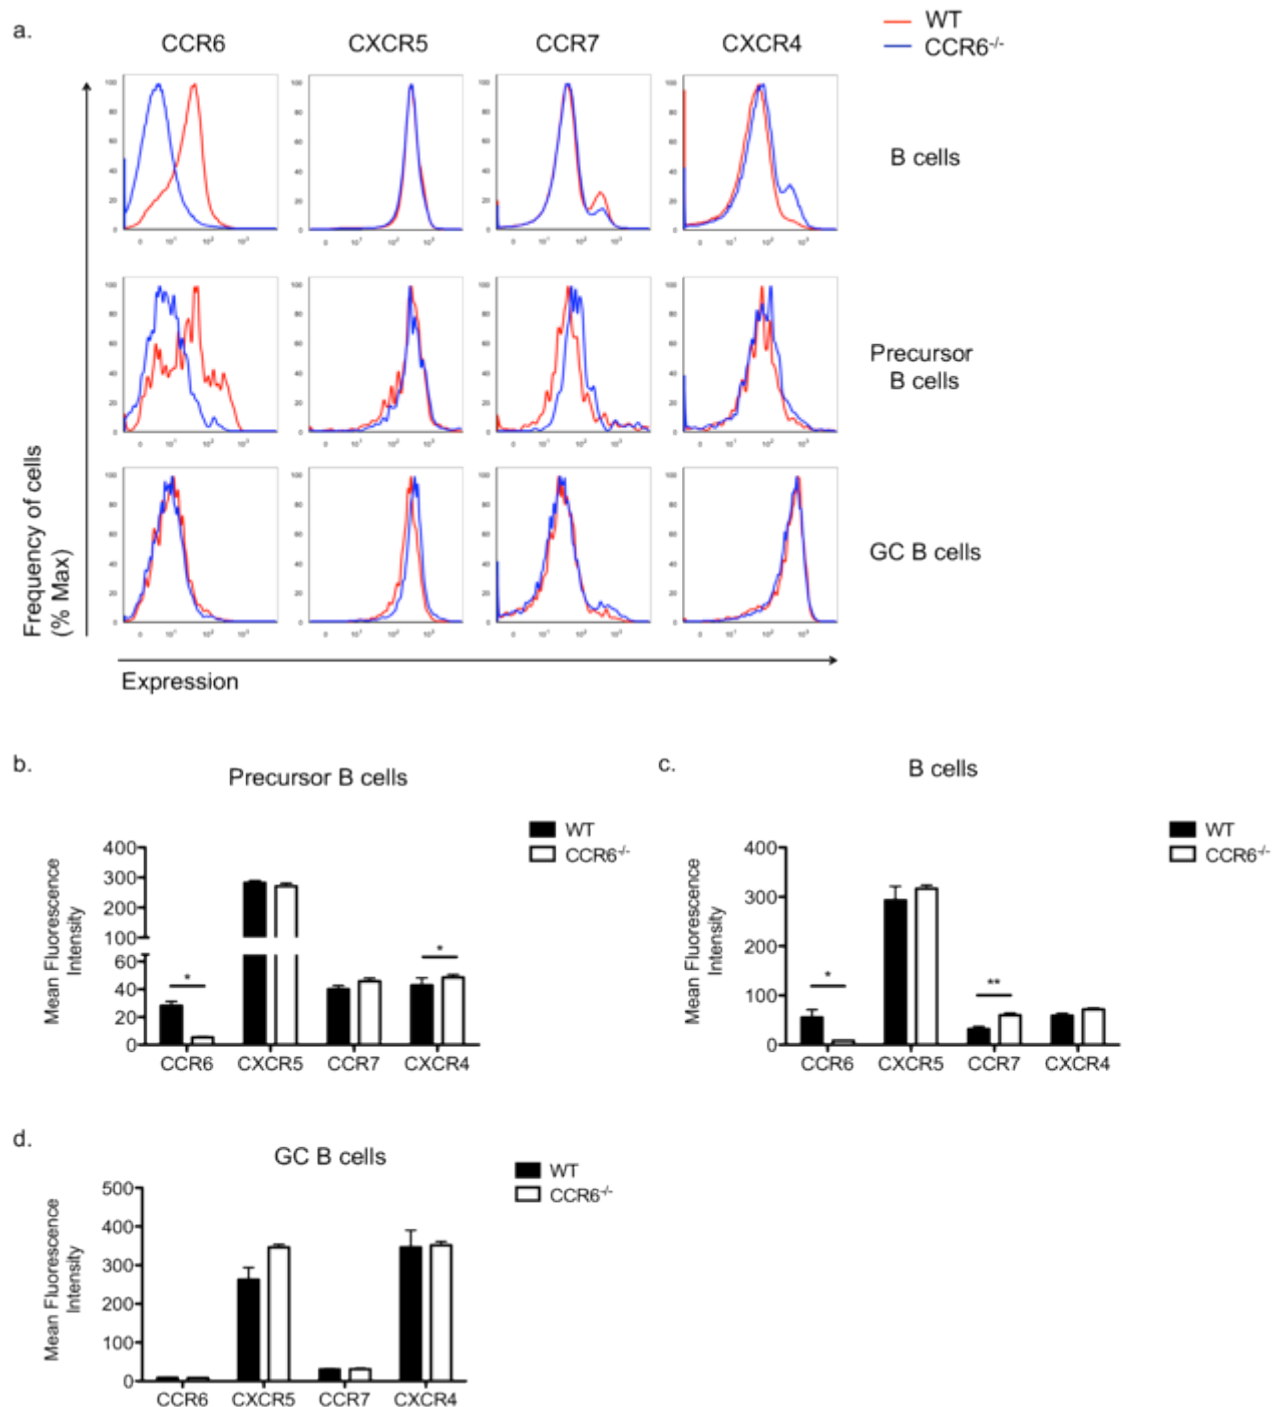 a.
CCR6 CXCR5 CCR7 CXCR4
WT
CCR6-/-
B cells
Precursor
B cells
GC B cells
Frequency of cells
(% Max)
Expression
b.
Precursor B cells
WT
CCR6-/-
Mean Fluorescence
Intensity
400
300
200
100
60
40
20
0
CCR6 CXCR5 CCR7 CXCR4
*
*
c.
B cells
WT
CCR6-/-
Mean Fluorescence
Intensity
400
300
200
100
0
CCR6 CXCR5 CCR7 CXCR4
*
**
d.
GC B cells
WT
CCR6-/-
Mean Fluorescence
Intensity
500
400
300
200
100
0
CCR6 CXCR5 CCR7 CXCR4